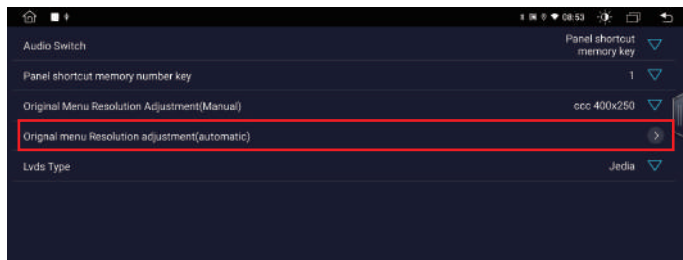 08:53
Audio Switch
Panel shortcut
memory key
Panel shortcut memory number key
1
Original Menu Resolution Adjustment(Manual)
ccc 400x250
Orignal menu Resolution adjustment(automatic)
Lvds Type
Jedia